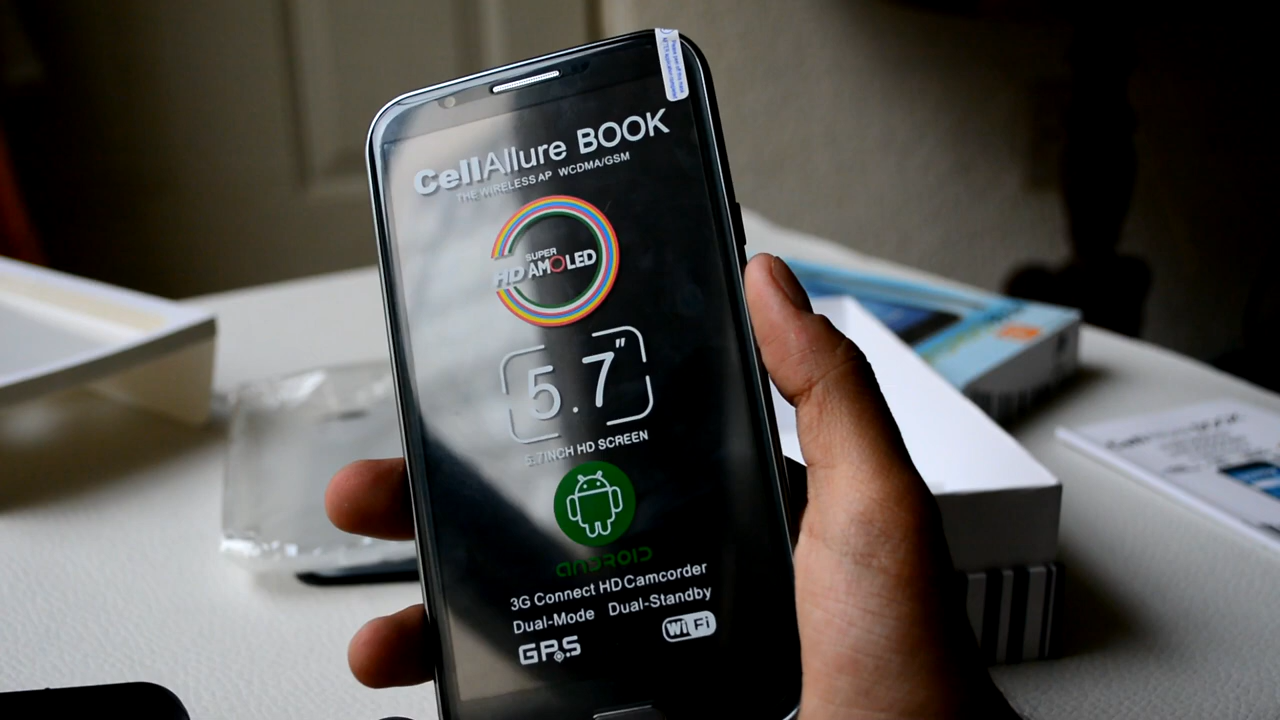 CellAllure BOOK
THE WIRELESS AP WCDMA/GSM
SUPER
HD AMOLED
5.7"
5.7INCH HD SCREEN
ANDROID
3G Connect HD Camcorder
Dual-Mode Dual-Standby
GPS
WiFi